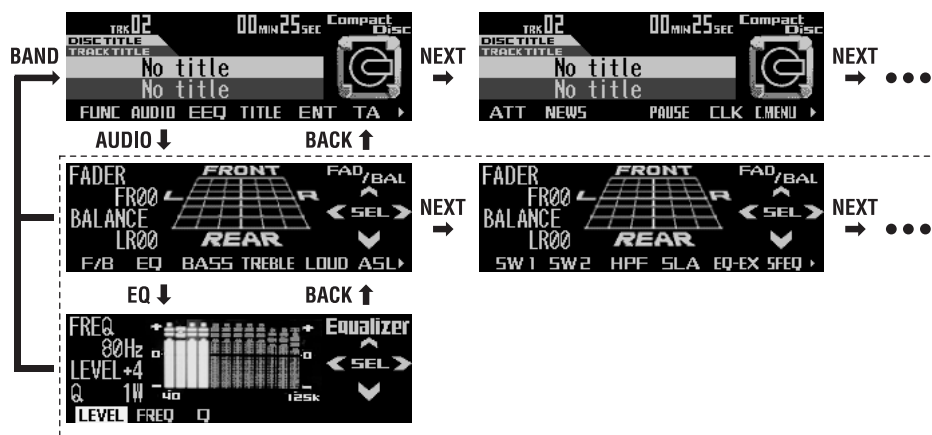 TRK 02 00 MIN 25 SEC Compact Disc
DISC TITLE
TRACK TITLE
No title
No title
FUNC AUDIO EEQ TITLE ENT TA
BAND
NEXT
TRK 02 00 MIN 25 SEC Compact Disc
DISC TITLE
TRACK TITLE
No title
No title
ATT NEWS PAUSE CLK C.MENU
NEXT
AUDIO
BACK
FADER
FR00
BALANCE
LR00
FRONT
L R
REAR
FAD/BAL
SEL
F/B EQ BASS TREBLE LOUD ASL
NEXT
FADER
FR00
BALANCE
LR00
FRONT
L R
REAR
FAD/BAL
SEL
SW1 SW2 HPF SLA EQ-EX SFEQ
NEXT
EQ
BACK
FREQ
80Hz
LEVEL+4
Q 1W
+ +
0 0
- -
40 125k
Equalizer
SEL
LEVEL FREQ Q